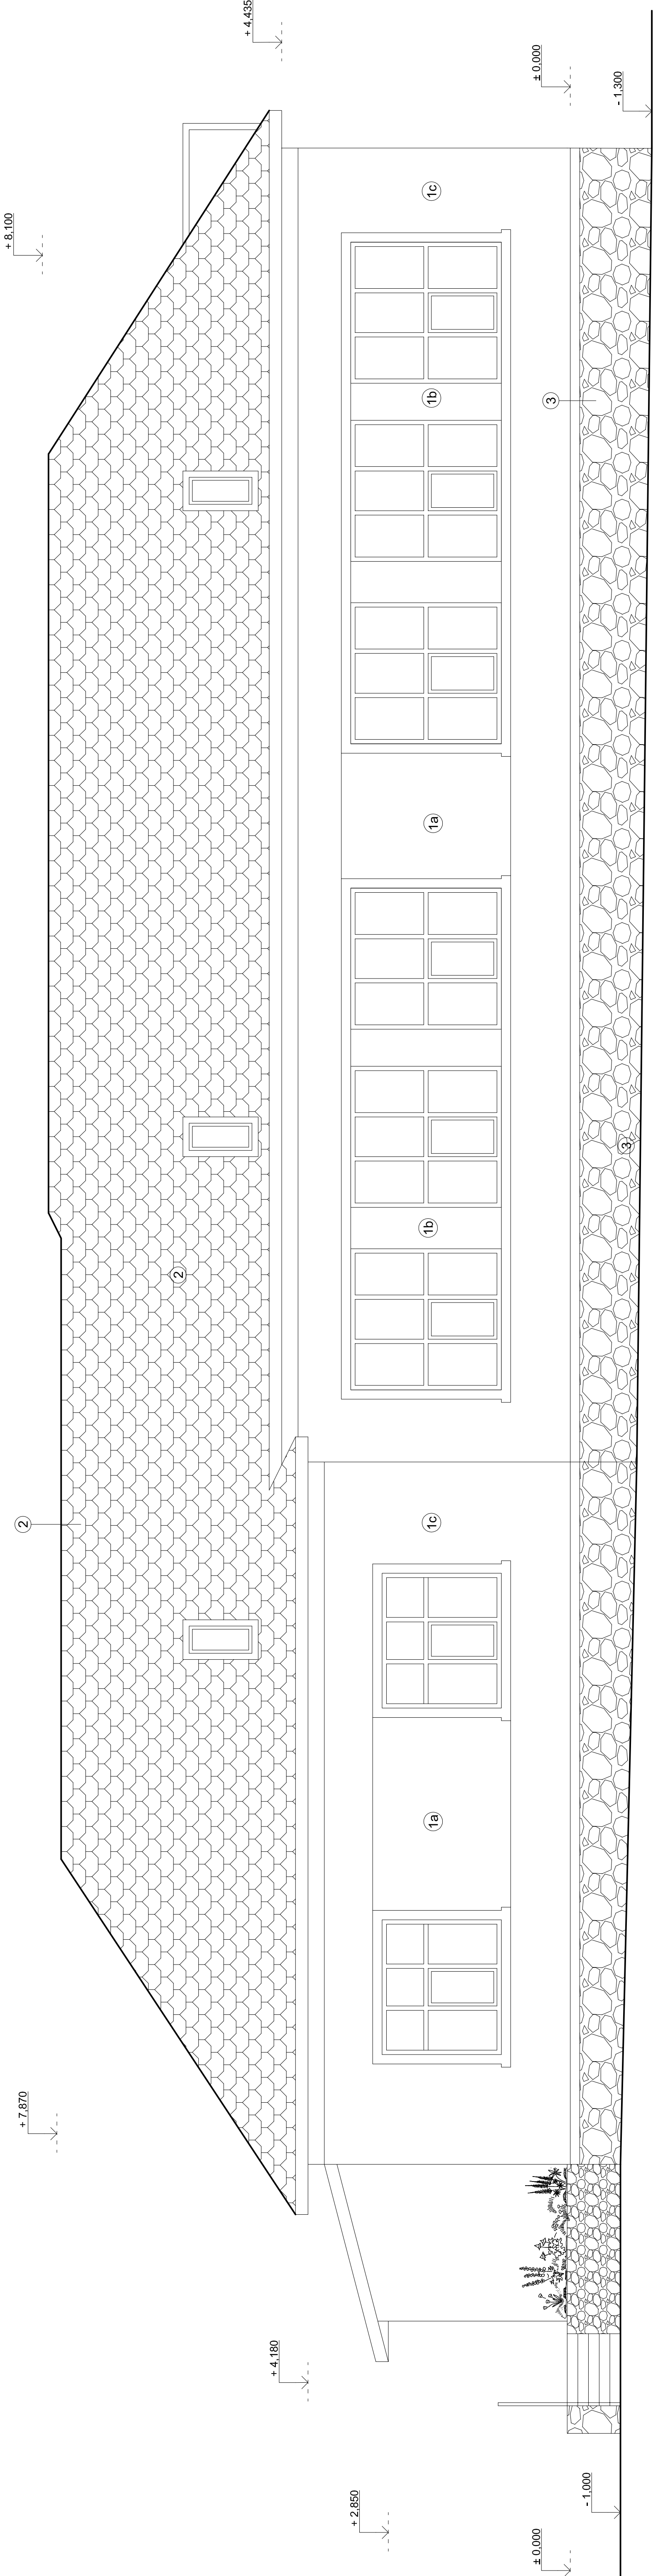 + 7,870
+ 8,100
+ 4,435
± 0,000
- 1,300
+ 4,180
+ 2,850
± 0,000
- 1,000
2
2
1c
1a
1b
1a
1b
1c
3
3